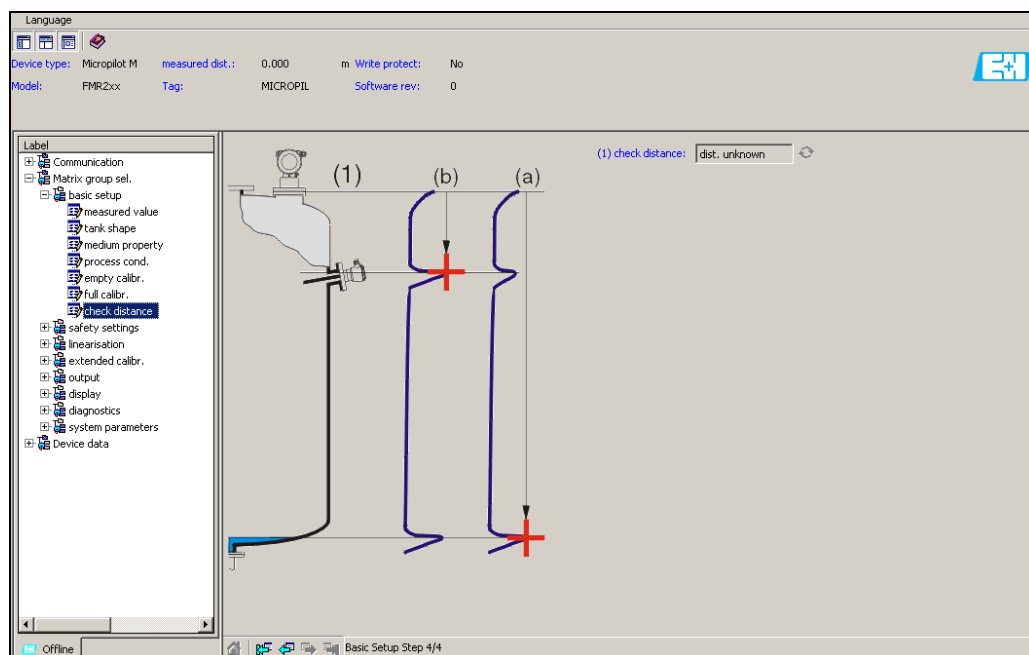 Language
Device type: Micropilot M measured dist.: 0.000 m Write protect: No
Model: FMR2xx Tag: MICROPIL Software rev: 0
E+H
Label
Communication
Matrix group sel.
basic setup
measured value
tank shape
medium property
process cond.
empty calibr.
full calibr.
check distance
safety settings
linearisation
extended calibr.
output
display
diagnostics
system parameters
Device data
(1) (b) (a)
(1) check distance: dist. unknown
Offline
Basic Setup Step 4/4